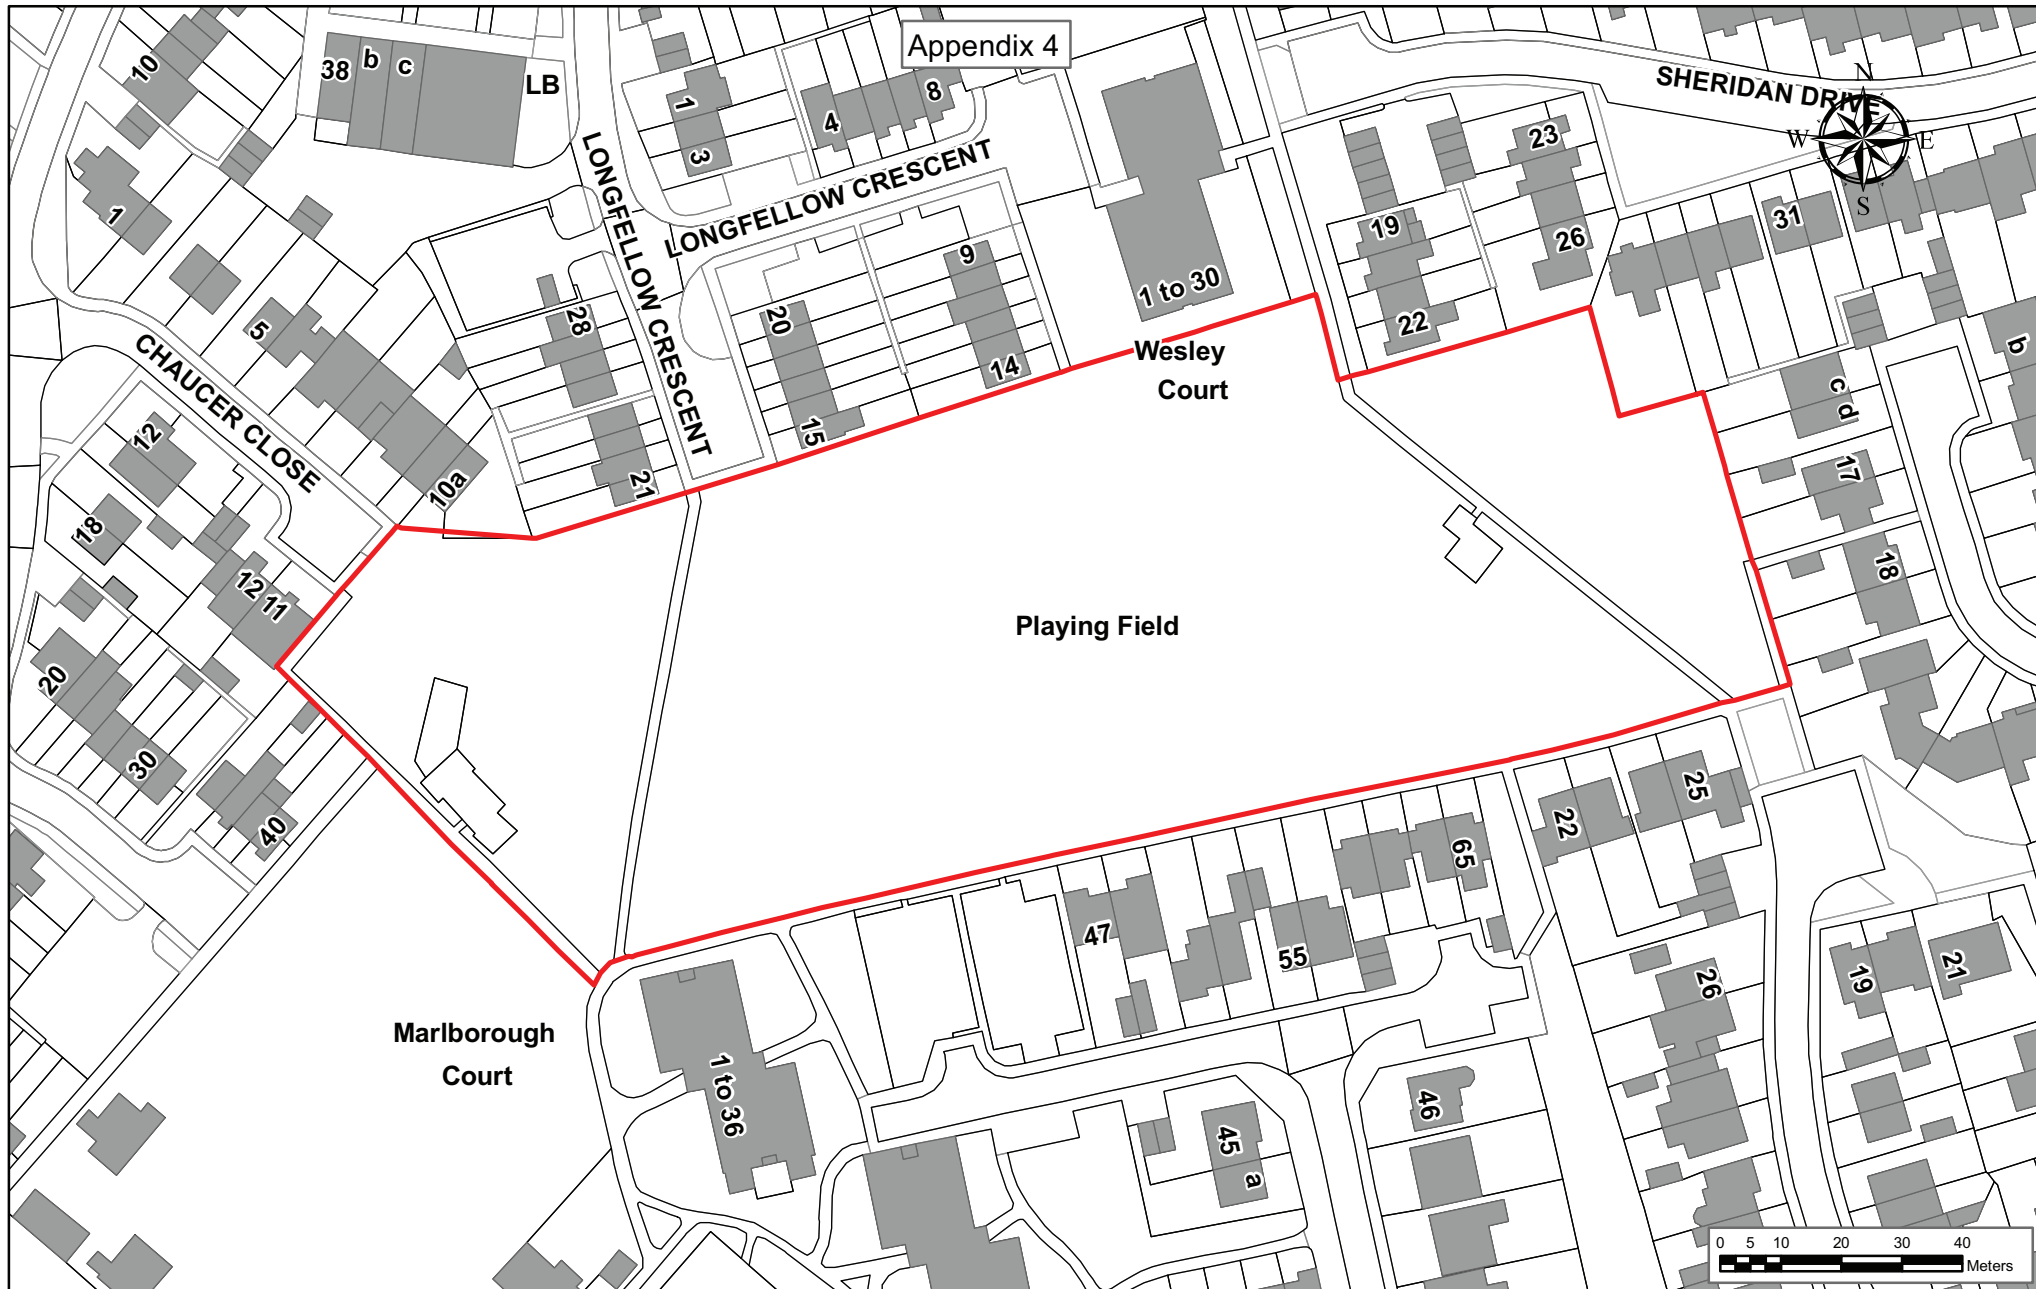 Appendix 4
10
38
b
c
LB
1
3
4
8
SHERIDAN DRIVE
N
W
E
S
LONGFELLOW CRESCENT
LONGFELLOW CRESCENT
1
5
28
20
9
14
15
21
1 to 30
Wesley
Court
19
22
23
26
31
b
c
d
17
18
CHAUCER CLOSE
10a
12
18
12
11
20
30
40
Playing Field
Marlborough
Court
1 to 36
47
55
65
22
25
26
19
21
45
a
46
0 5 10 20 30 40
Meters